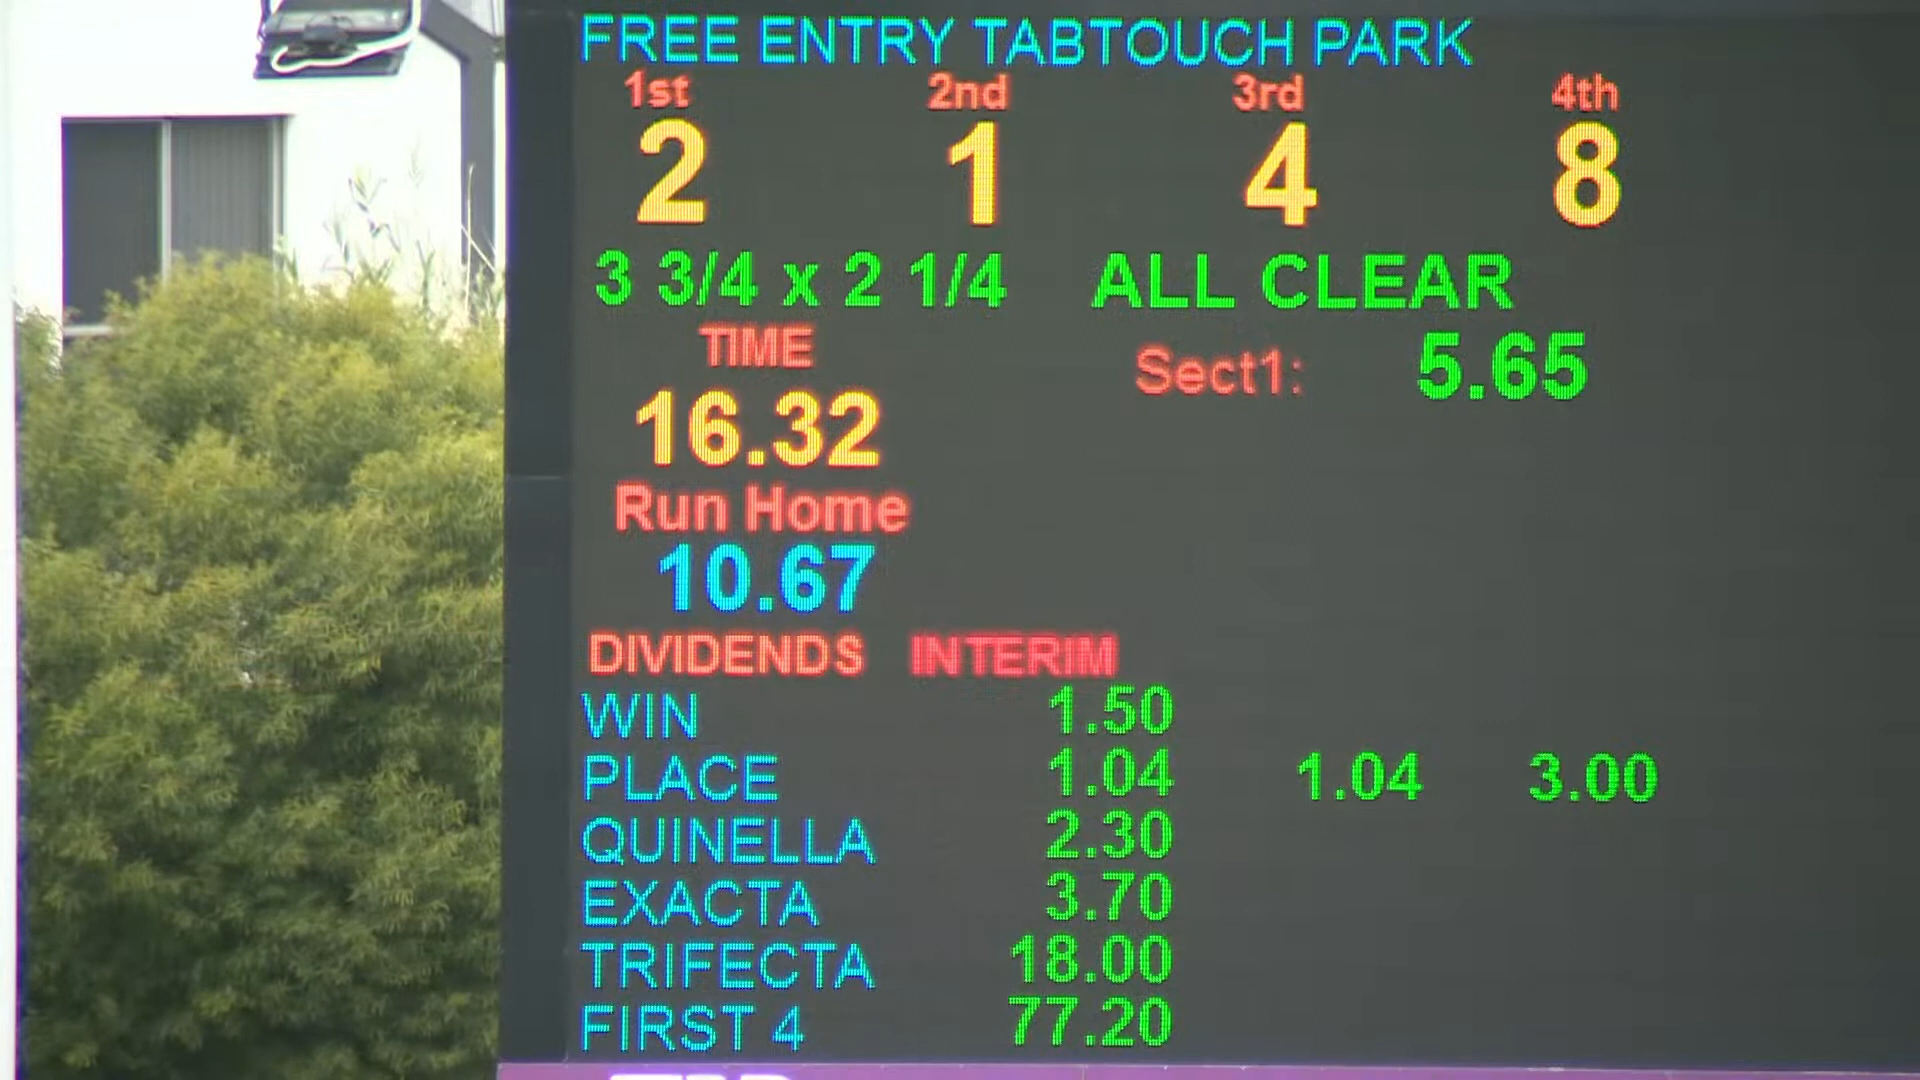 FREE ENTRY TABTOUCH PARK
1st 2nd 3rd 4th
2 1 4 8
3 3/4 x 2 1/4 ALL CLEAR
TIME
Sect1: 5.65
16.32
Run Home
10.67
DIVIDENDS INTERIM
WIN 1.50
PLACE 1.04 1.04 3.00
QUINELLA 2.30
EXACTA 3.70
TRIFECTA 18.00
FIRST 4 77.20